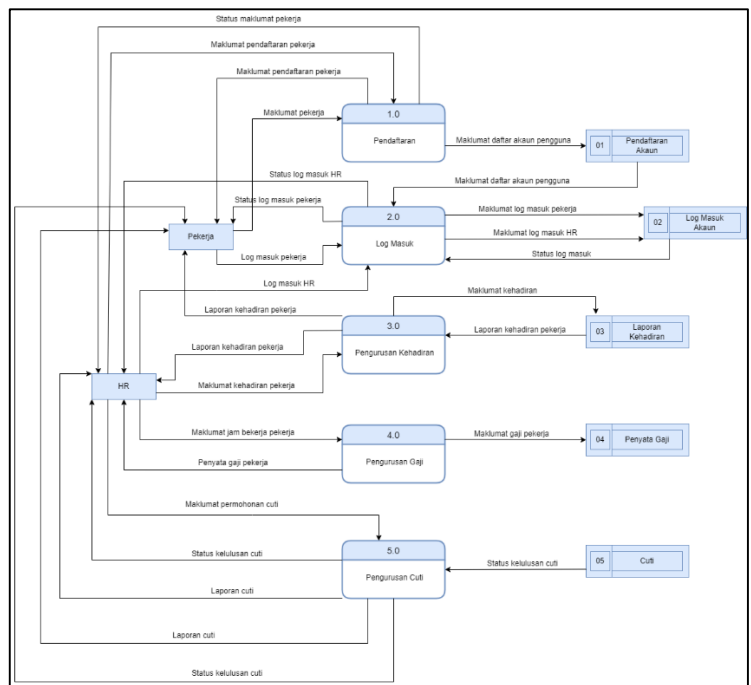 Status maklumat pekerja
Maklumat pendaftaran pekerja
Maklumat pendaftaran pekerja
Maklumat pekerja
1.0
Pendaftaran
Maklumat daftar akaun pengguna
01
Pendaftaran
Akaun
Maklumat daftar akaun pengguna
Status log masuk HR
Status log masuk pekerja
2.0
Log Masuk
Maklumat log masuk pekerja
Maklumat log masuk HR
Status log masuk
02
Log Masuk
Akaun
Pekerja
Log masuk pekerja
Log masuk HR
Maklumat kehadiran
Laporan kehadiran pekerja
3.0
Pengurusan Kehadiran
Laporan kehadiran pekerja
03
Laporan
Kehadiran
Laporan kehadiran pekerja
HR
Maklumat kehadiran pekerja
Maklumat jam bekerja pekerja
4.0
Pengurusan Gaji
Maklumat gaji pekerja
04
Penyata Gaji
Penyata gaji pekerja
Maklumat permohonan cuti
5.0
Pengurusan Cuti
Status kelulusan cuti
05
Cuti
Status kelulusan cuti
Laporan cuti
Laporan cuti
Status kelulusan cuti